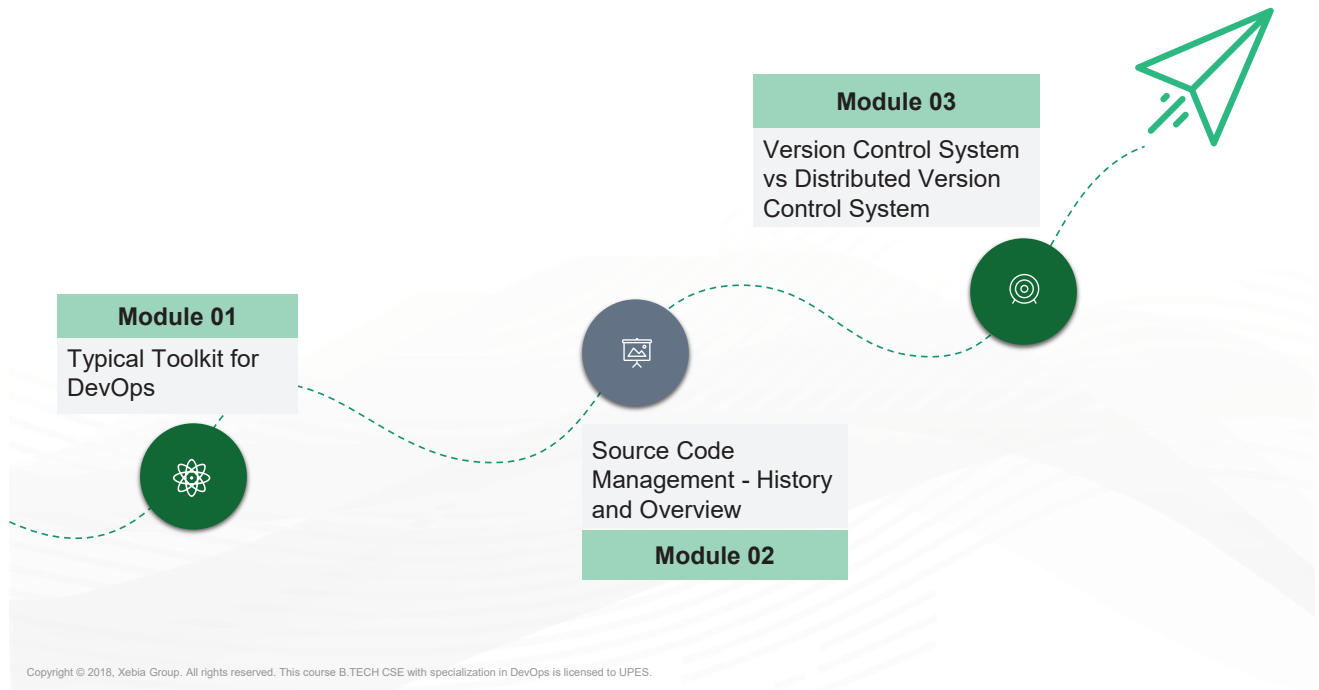 Module 01
Typical Toolkit for
DevOps
Source Code
Management - History
and Overview
Module 02
Module 03
Version Control System
vs Distributed Version
Control System
Copyright © 2018, Xebia Group. All rights reserved. This course B.TECH CSE with specialization in DevOps is licensed to UPES.